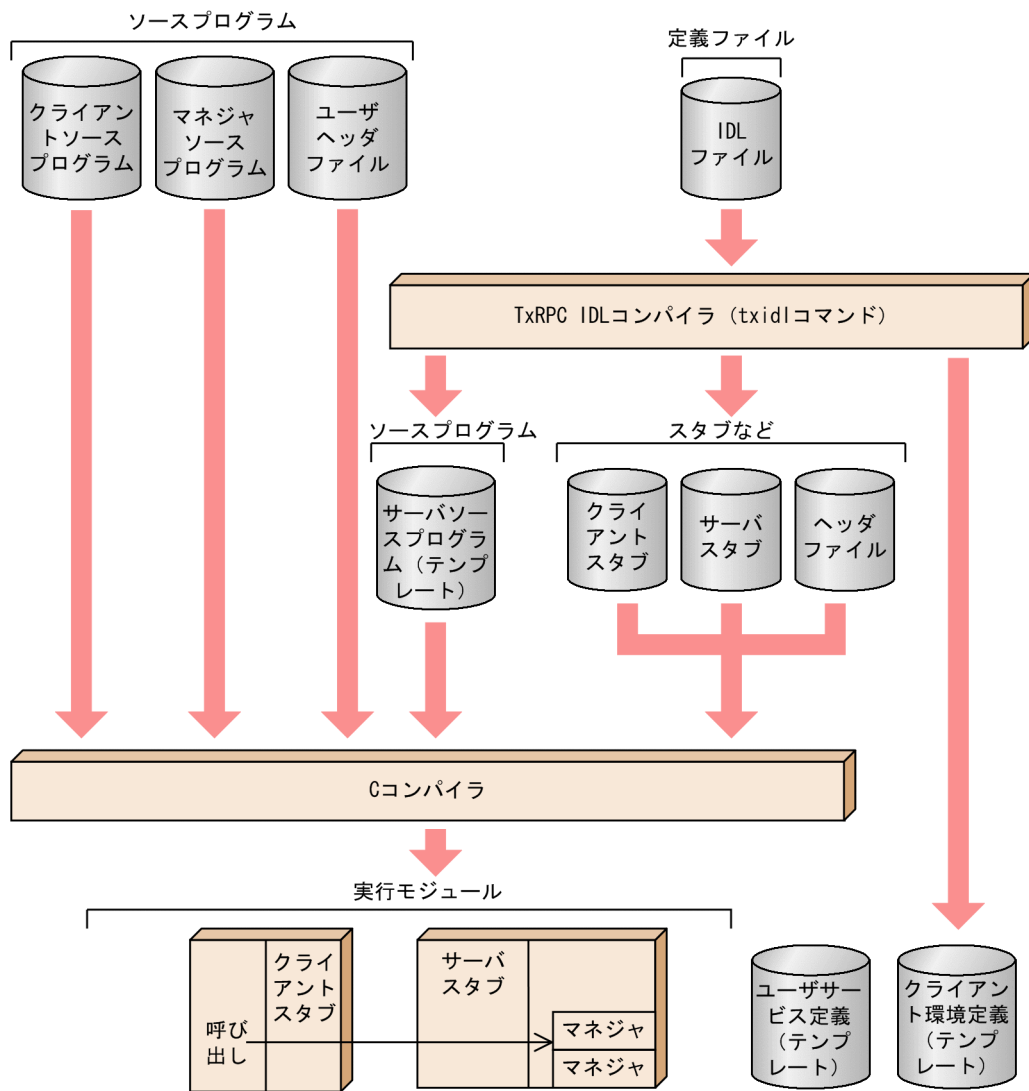 ソースプログラム
定義ファイル
クライアン
トソース
プログラム
マネジャ
ソース
プログラム
ユーザ
ヘッダ
ファイル
IDL
ファイル
TxRPC IDLコンパイラ（txidlコマンド）
ソースプログラム
スタブなど
サーバソー
スプログラ
ム（テンプ
レート）
クライ
アント
スタブ
サーバ
スタブ
ヘッダ
ファイル
Cコンパイラ
実行モジュール
呼び
出し
クライ
アント
スタブ
サーバ
スタブ
マネジャ
マネジャ
ユーザサー
ビス定義
（テンプ
レート）
クライアン
ト環境定義
（テンプ
レート）